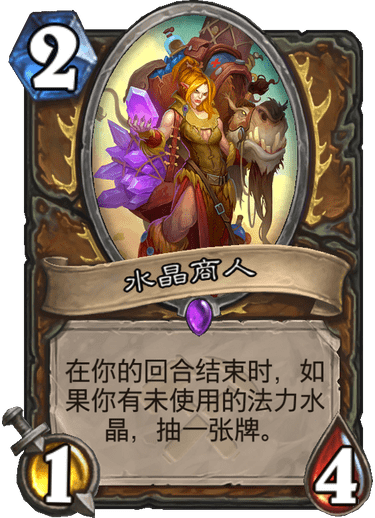 2
水晶商人
在你的回合结束时，如
果你有未使用的法力水
晶，抽一张牌。
1
4